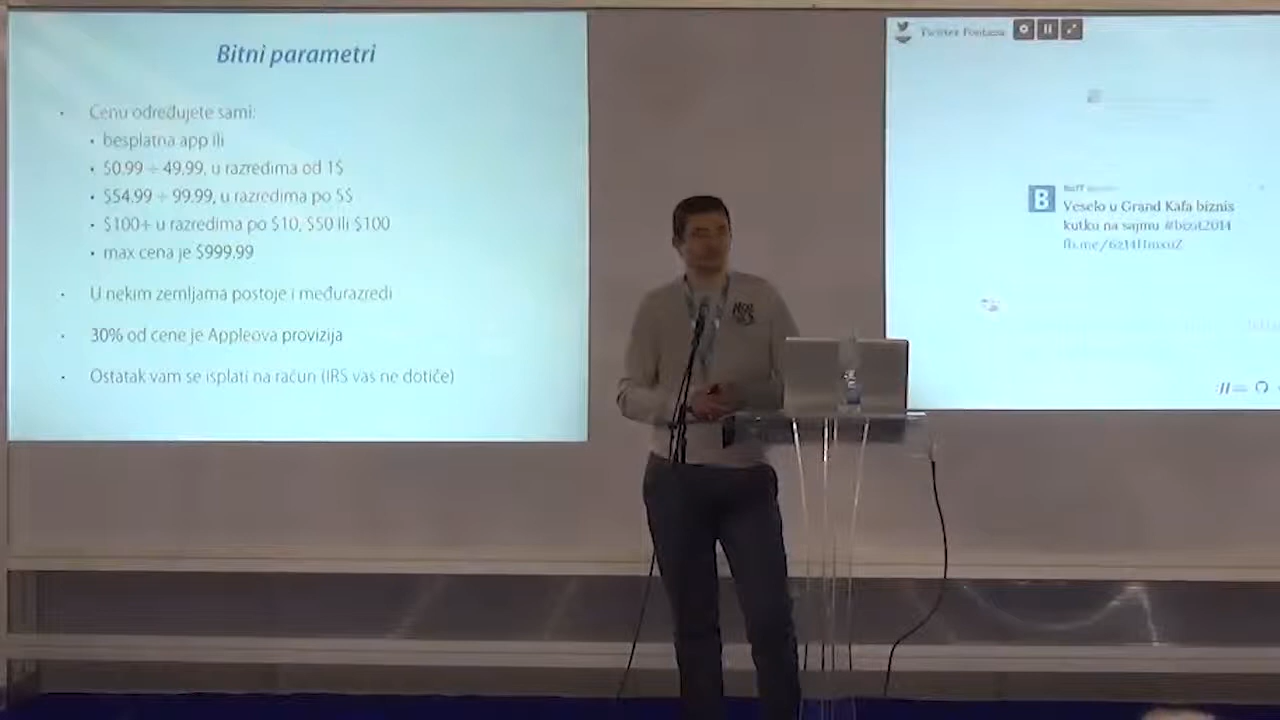 Bitni parametri
Cenu određujete sami:
besplatna app ili
$0.99 ÷ 49.99, u razredima od 1$
$54.99 ÷ 99.99, u razredima po 5$
$100+ u razredima po $10, $50 ili $100
max cena je $999.99
U nekim zemljama postoje i međurazredi
30% od cene je Appleova provizija
Ostatak vam se isplati na račun (IRS vas ne dotiče)
Twitter Fontana
B
Veselo u Grand Kafa biznis
kutku na sajmu #bizit2014